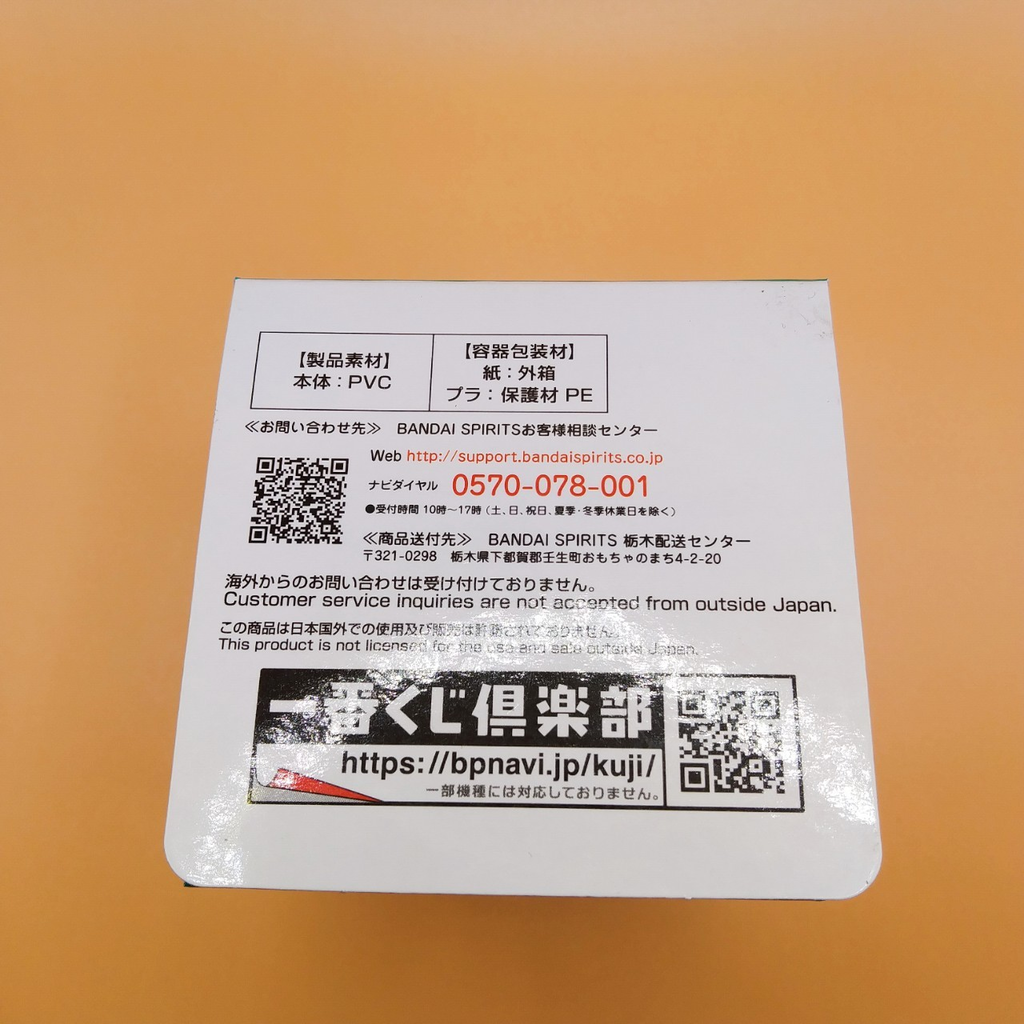 【製品素材】
本体：PVC
【容器包装材】
紙：外箱
プラ：保護材 PE
≪お問い合わせ先≫ BANDAI SPIRITSお客様相談センター
Web http://support.bandaispirits.co.jp
ナビダイヤル 0570-078-001
●受付時間 10時～17時（土、日、祝日、夏季・冬季休業日を除く）
≪商品送付先≫ BANDAI SPIRITS 栃木配送センター
〒321-0298 栃木県下都賀郡壬生町おもちゃのまち4-2-20
海外からのお問い合わせは受け付けておりません。
Customer service inquiries are not accepted from outside Japan.
この商品は日本国外での使用及び販売は許諾されておりません。
This product is not licensed for the use and sale outside Japan.
一番くじ倶楽部
https://bpnavi.jp/kuji/
一部機種には対応しておりません。